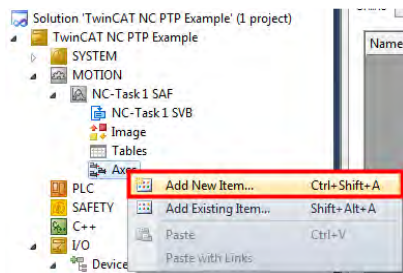 Solution 'TwinCAT NC PTP Example' (1 project)
TwinCAT NC PTP Example
Name
SYSTEM
MOTION
NC-Task 1 SAF
NC-Task 1 SVB
Image
Tables
Axes
PLC
Add New Item... Ctrl+Shift+A
SAFETY
Add Existing Item... Shift+Alt+A
C++
Paste Ctrl+V
I/O
Paste with Links
Device